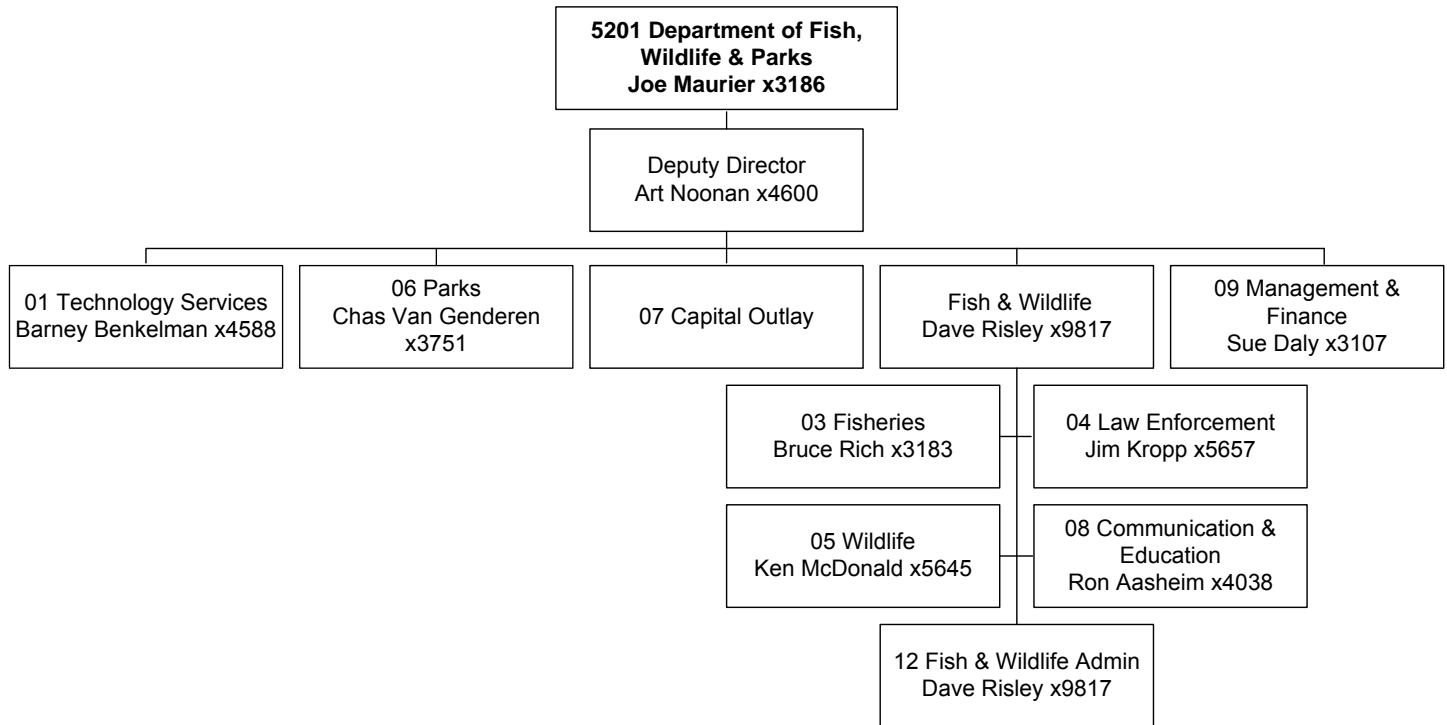 5201 Department of Fish,
Wildlife & Parks
Joe Maurier x3186
Deputy Director
Art Noonan x4600
01 Technology Services
Barney Benkelman x4588
06 Parks
Chas Van Genderen
x3751
07 Capital Outlay
Fish & Wildlife
Dave Risley x9817
09 Management &
Finance
Sue Daly x3107
03 Fisheries
Bruce Rich x3183
04 Law Enforcement
Jim Kropp x5657
05 Wildlife
Ken McDonald x5645
08 Communication &
Education
Ron Aasheim x4038
12 Fish & Wildlife Admin
Dave Risley x9817